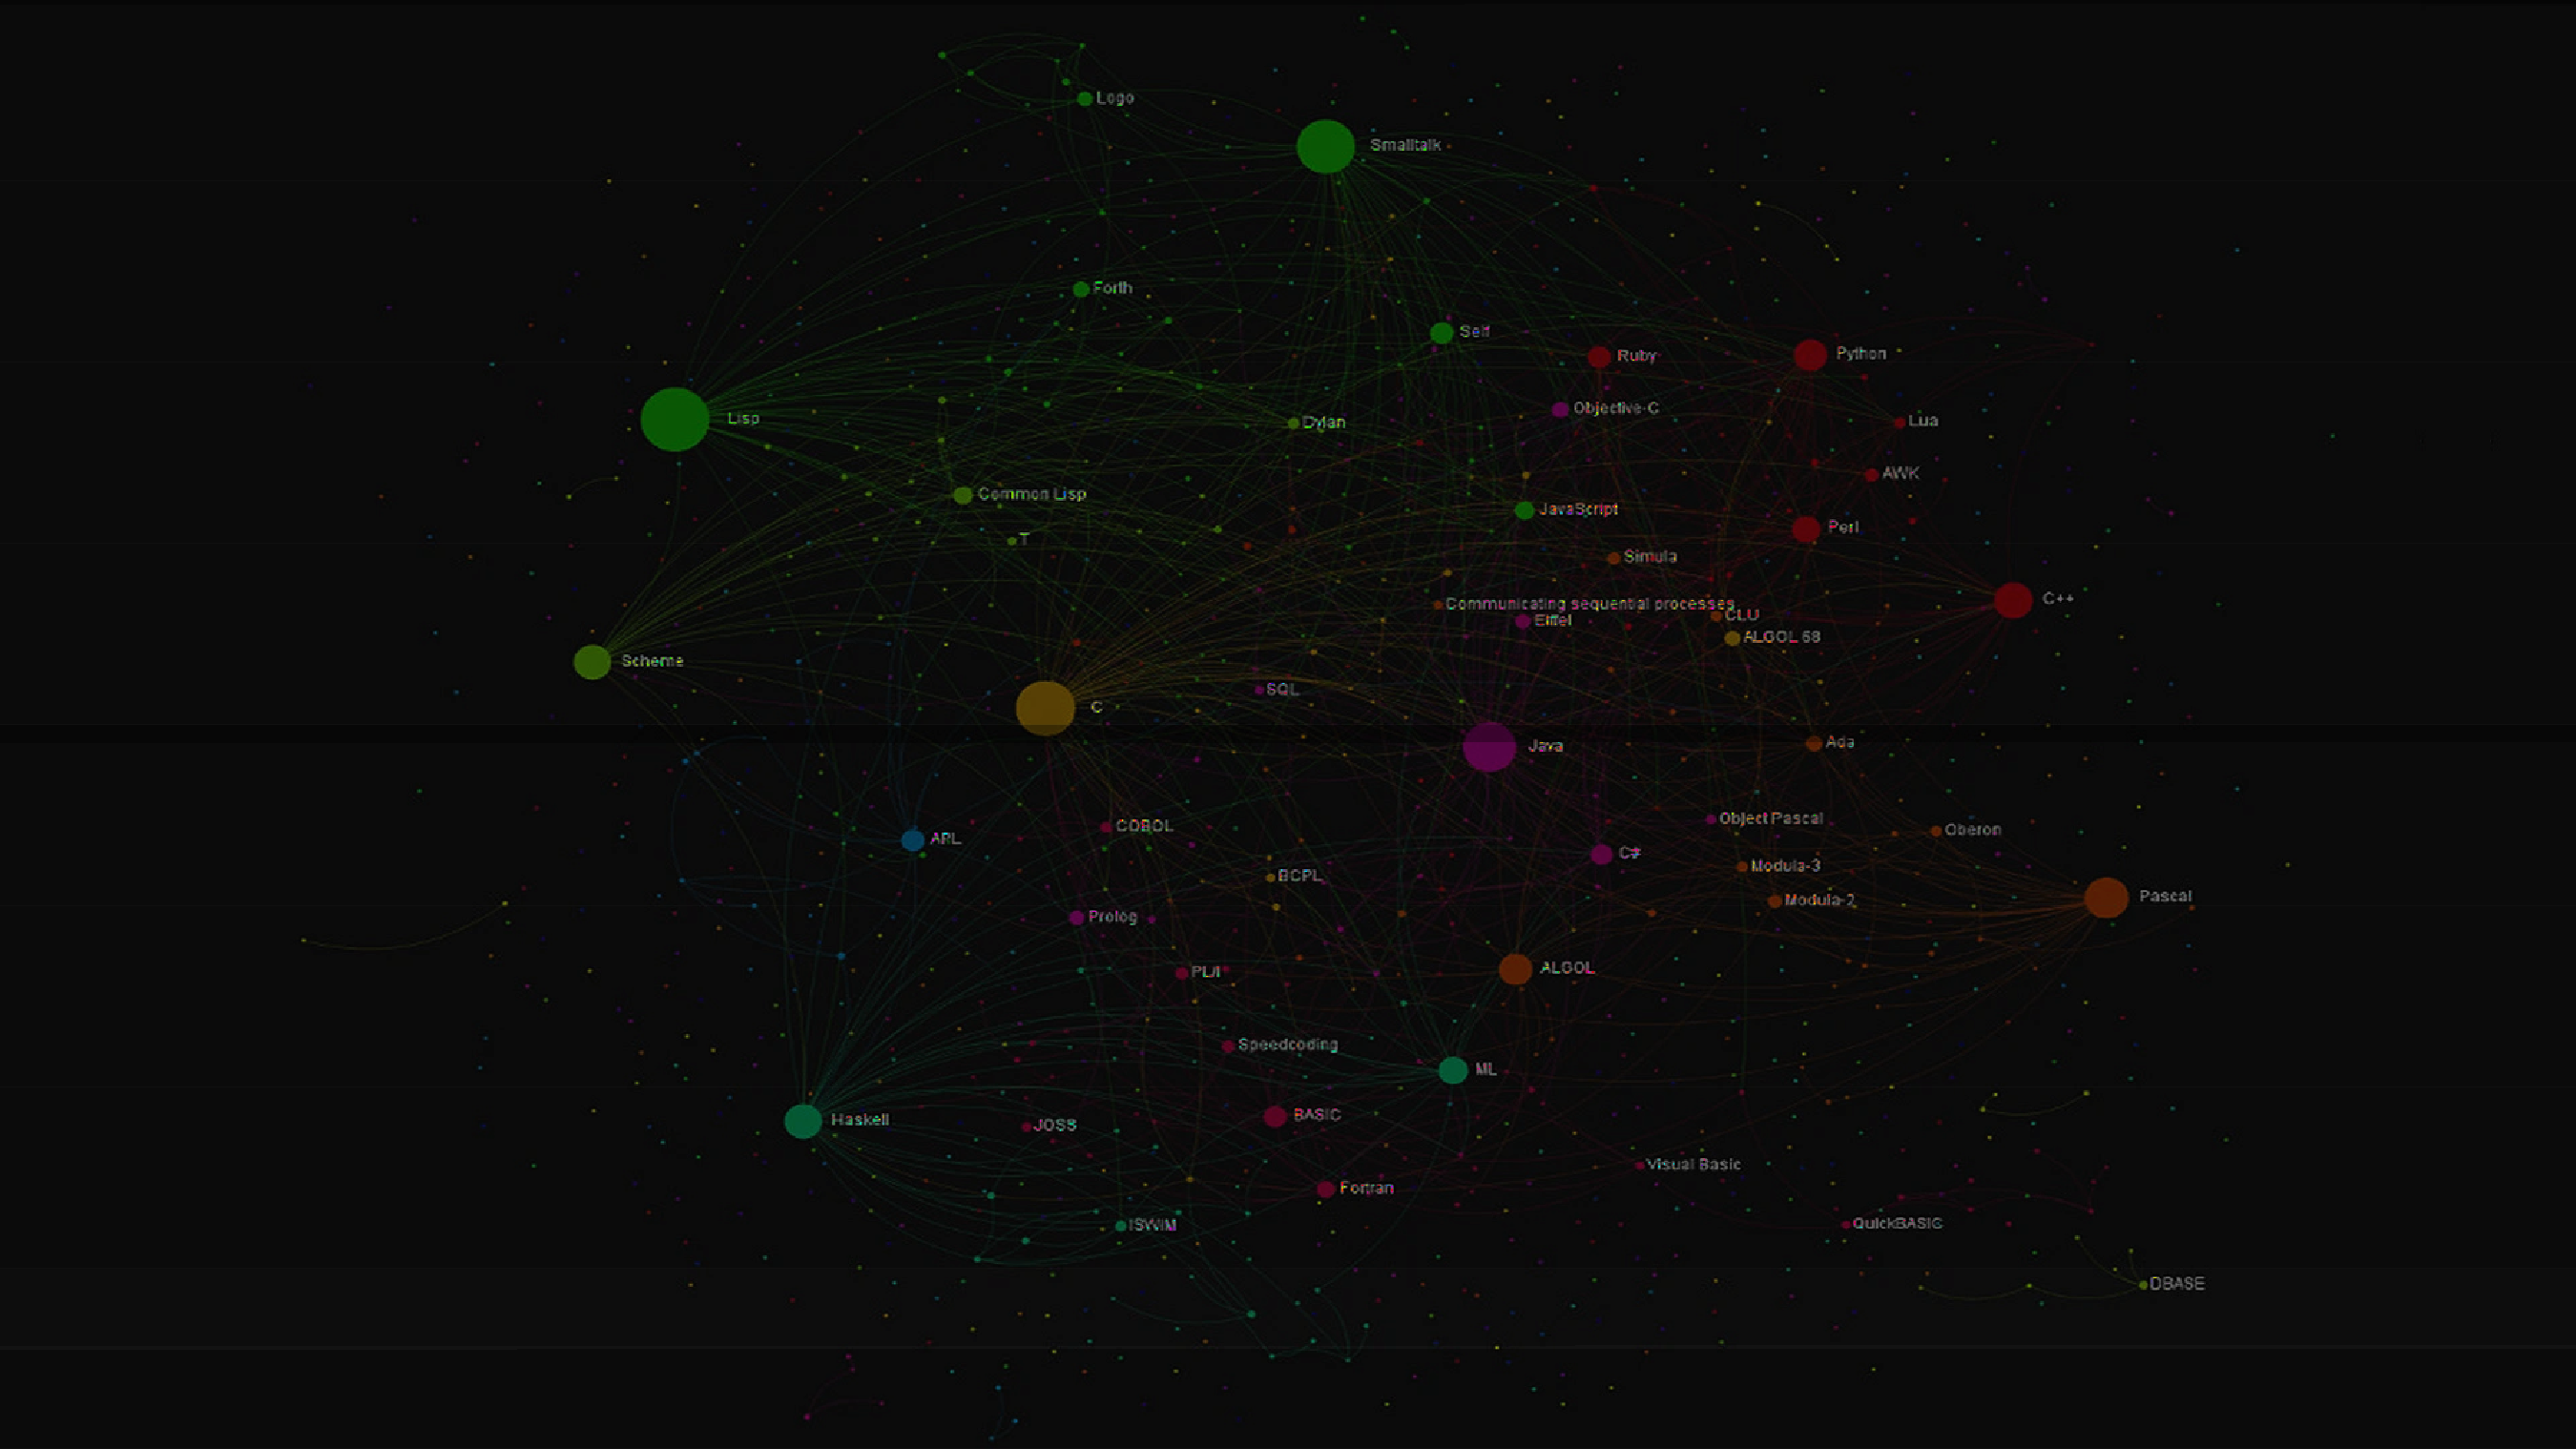 Logo
Smalltalk
Forth
Self
Ruby
Python
Objective-C
Lisp
Dylan
Lua
AWK
Common Lisp
JavaScript
Perl
T
Simula
C++
Communicating sequential processes
CLU
Eiffel
ALGOL 68
Scheme
SQL
C
Java
Ada
Object Pascal
COBOL
Oberon
APL
C#
Modula-3
BCPL
Pascal
Modula-2
Prolog
ALGOL
PL/I
Speedcoding
ML
BASIC
Haskell
JOSS
Visual Basic
Fortran
QuickBASIC
ISWIM
DBASE